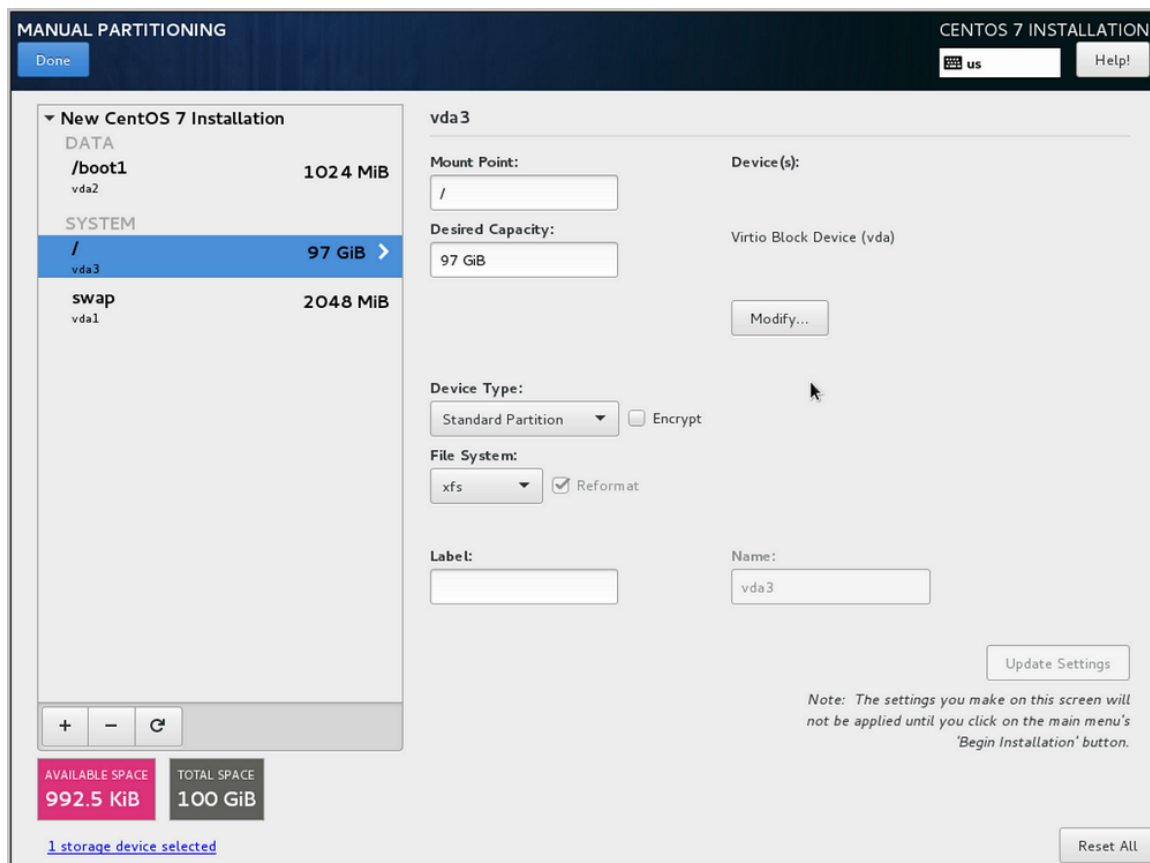 MANUAL PARTITIONING
CENTOS 7 INSTALLATION
Done
us
Help!
New CentOS 7 Installation
DATA
/boot1
1024 MiB
vda2
SYSTEM
/
97 GiB
vda3
swap
2048 MiB
vda1
+
-
AVAILABLE SPACE
992.5 KiB
TOTAL SPACE
100 GiB
1 storage device selected
vda3
Mount Point:
/
Desired Capacity:
97 GiB
Device(s):
Virtio Block Device (vda)
Modify...
Device Type:
Standard Partition
Encrypt
File System:
xfs
Reformat
Label:
Name:
vda3
Update Settings
Note: The settings you make on this screen will
not be applied until you click on the main menu's
'Begin Installation' button.
Reset All